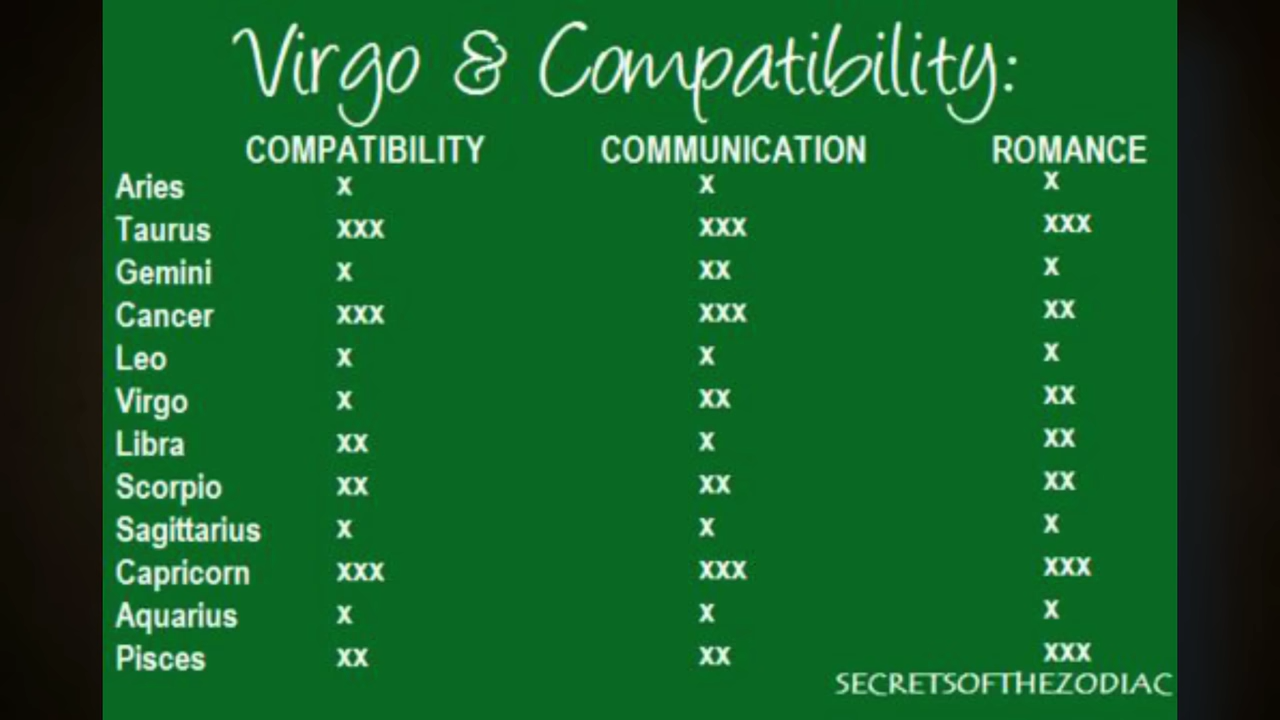 Virgo & Compatibility:
COMPATIBILITY COMMUNICATION ROMANCE
Aries x x x
Taurus xxx xxx xxx
Gemini x xx x
Cancer xxx xxx xx
Leo x x x
Virgo x xx xx
Libra xx x xx
Scorpio xx xx xx
Sagittarius x x x
Capricorn xxx xxx xxx
Aquarius x x x
Pisces xx xx xxx
SECRETSOFTHEZODIAC